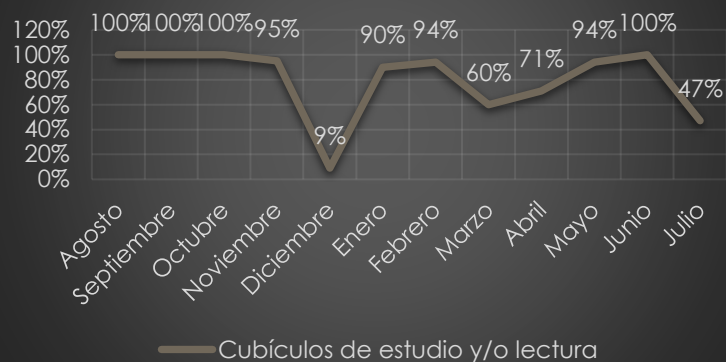 100% 100% 100% 95% 9% 90% 94% 60% 71% 94% 100% 47%
120%
100%
80%
60%
40%
20%
0%
Agosto
Septiembre
Octubre
Noviembre
Diciembre
Enero
Febrero
Marzo
Abril
Mayo
Junio
Julio
Cubículos de estudio y/o lectura